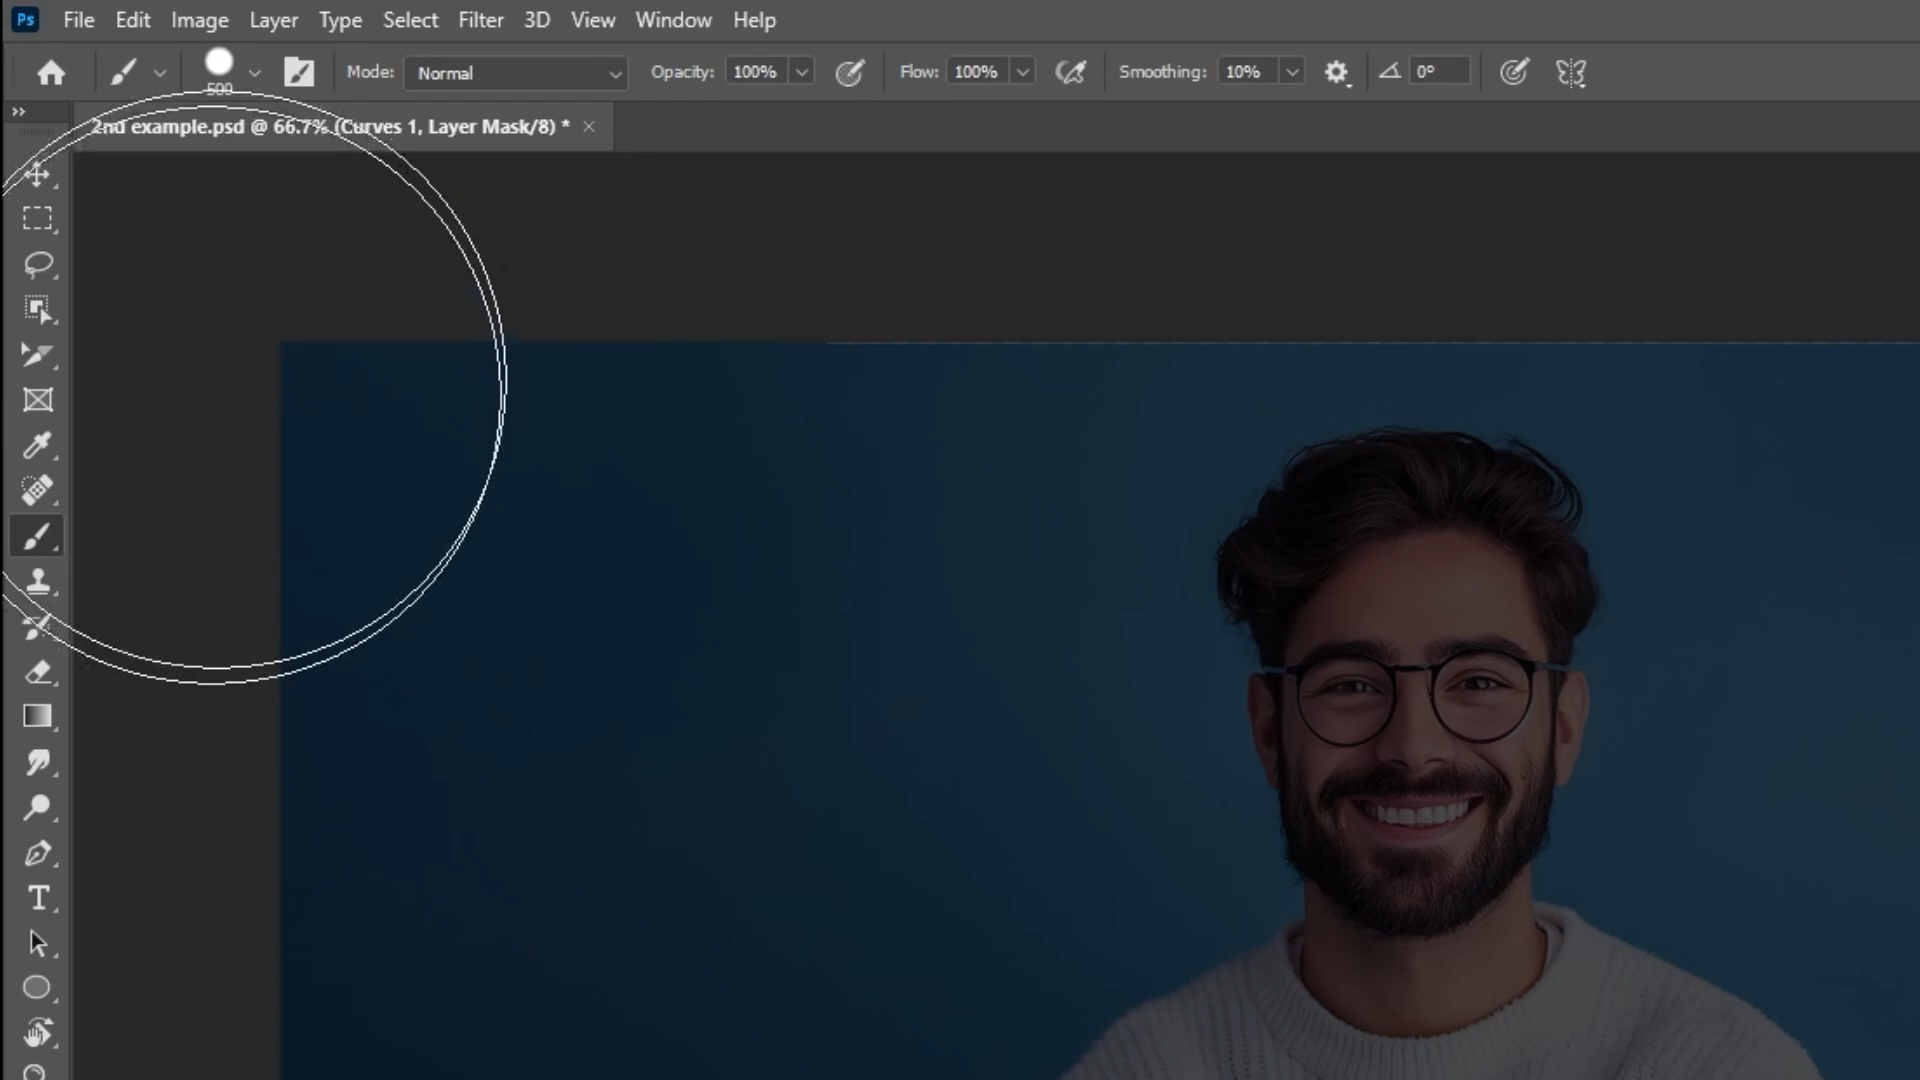 Ps File Edit Image Layer Type Select Filter 3D View Window Help
500 Mode: Normal Opacity: 100% Flow: 100% Smoothing: 10% 0°
2nd example.psd @ 66.7% (Curves 1, Layer Mask/8) * ×
T